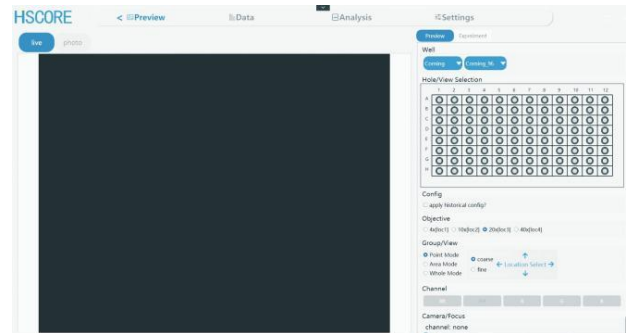 HSCORE
< Preview
Data
Analysis
Settings
live photo
Preview Experiment
Well
Corning Corning_96
Hole/View Selection
1 2 3 4 5 6 7 8 9 10 11 12
A
B
C
D
E
F
G
H
Config
apply historical config?
Objective
4x[loc1] 10x[loc2] 20x[loc3] 40x[loc4]
Group/View
Point Mode
Area Mode
Whole Mode
coarse
fine
Location Select
Channel
Camera/Focus
channel: none